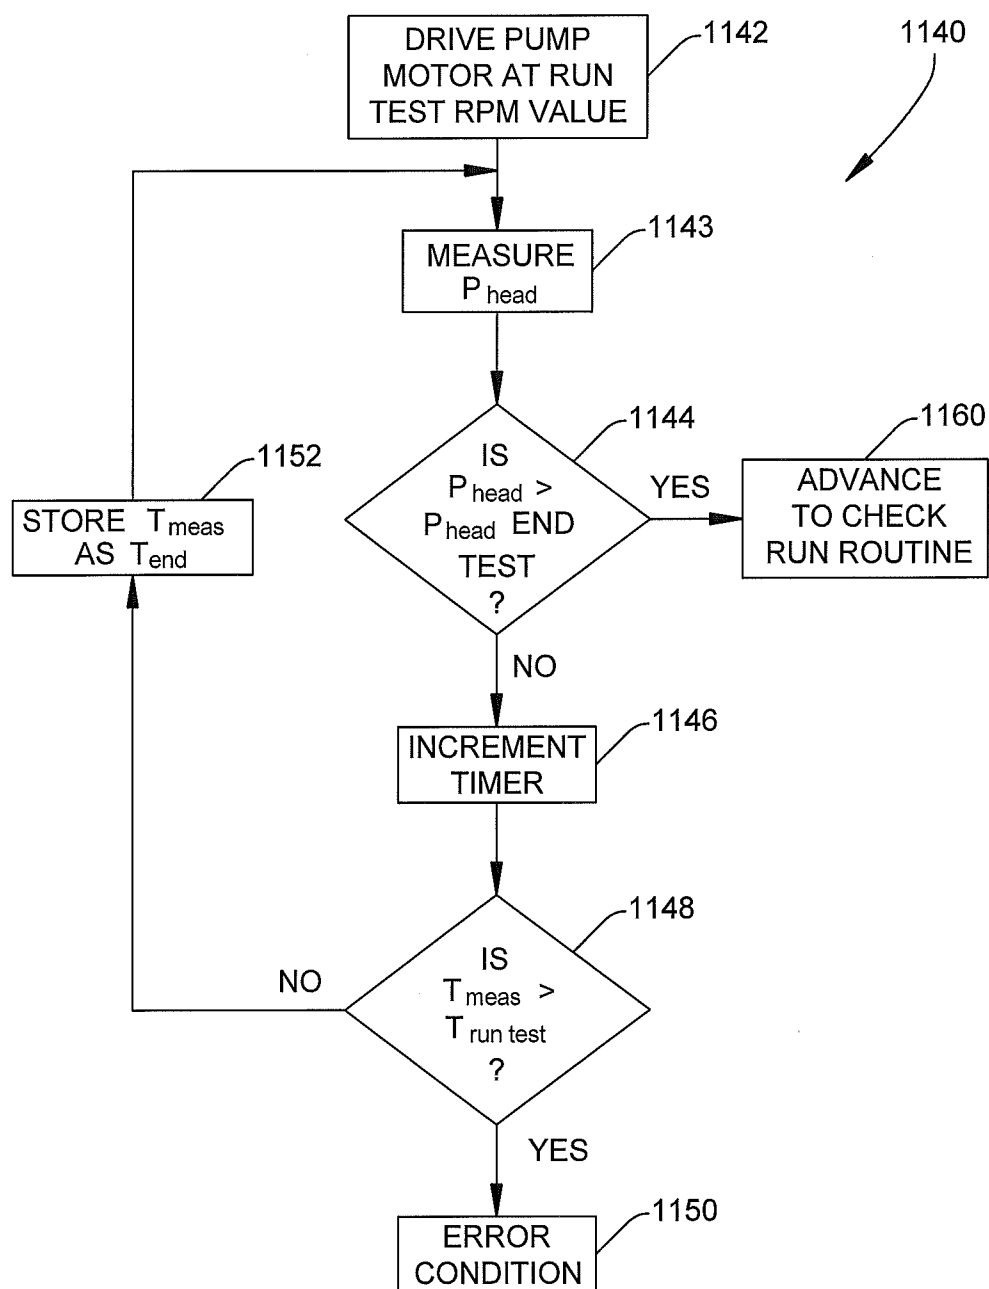 DRIVE PUMP
MOTOR AT RUN
TEST RPM VALUE
1142
1140
MEASURE
P head
1143
IS
P head >
P head END
TEST
?
1144
YES
ADVANCE
TO CHECK
RUN ROUTINE
1160
STORE T meas
AS T end
1152
NO
INCREMENT
TIMER
1146
IS
T meas >
T run test
?
1148
NO
YES
ERROR
CONDITION
1150